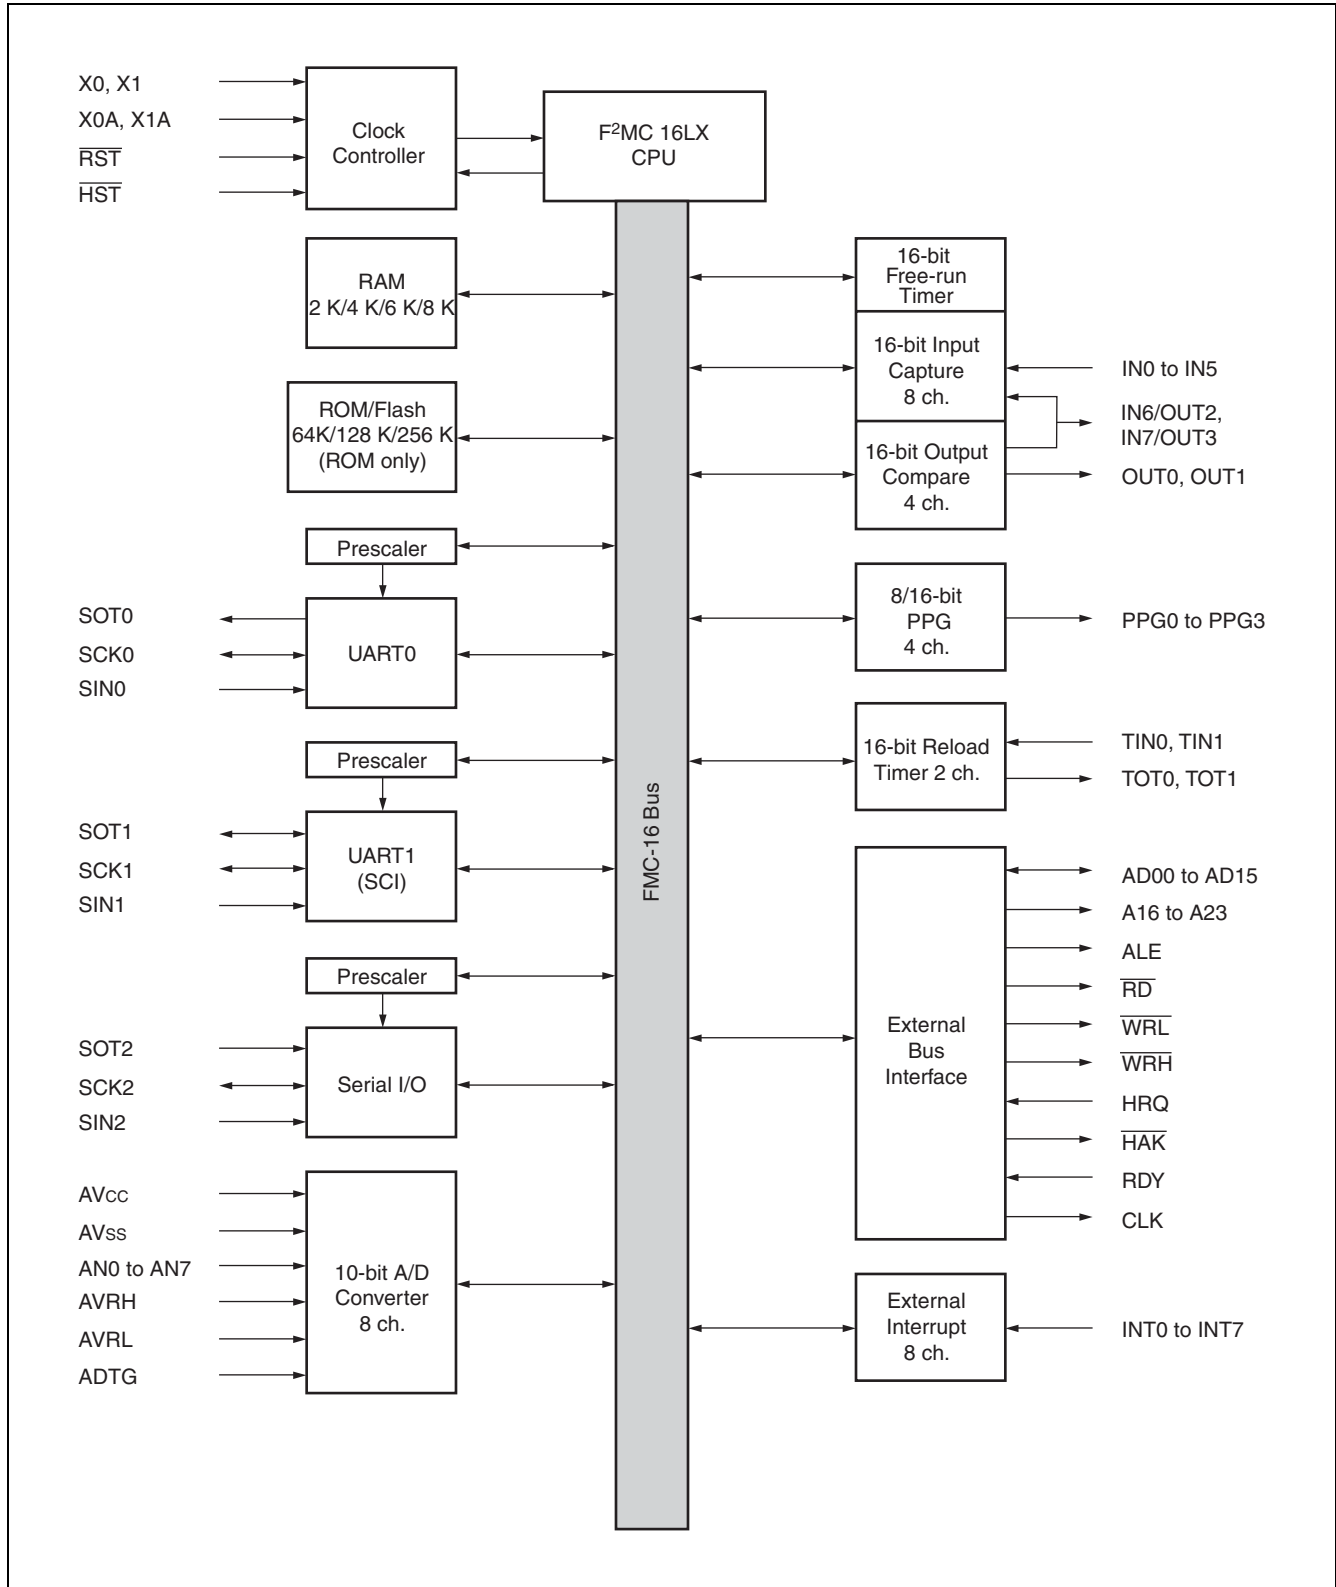 X0, X1
X0A, X1A
RST
HST
Clock
Controller
F²MC 16LX
CPU
RAM
2 K/4 K/6 K/8 K
ROM/Flash
64K/128 K/256 K
(ROM only)
Prescaler
SOT0
SCK0
SIN0
UART0
Prescaler
SOT1
SCK1
SIN1
UART1
(SCI)
Prescaler
SOT2
SCK2
SIN2
Serial I/O
AVCC
AVSS
AN0 to AN7
AVRH
AVRL
ADTG
10-bit A/D
Converter
8 ch.
FMC-16 Bus
16-bit
Free-run
Timer
16-bit Input
Capture
8 ch.
IN0 to IN5
IN6/OUT2,
IN7/OUT3
16-bit Output
Compare
4 ch.
OUT0, OUT1
8/16-bit
PPG
4 ch.
PPG0 to PPG3
16-bit Reload
Timer 2 ch.
TIN0, TIN1
TOT0, TOT1
External
Bus
Interface
AD00 to AD15
A16 to A23
ALE
RD
WRL
WRH
HRQ
HAK
RDY
CLK
External
Interrupt
8 ch.
INT0 to INT7